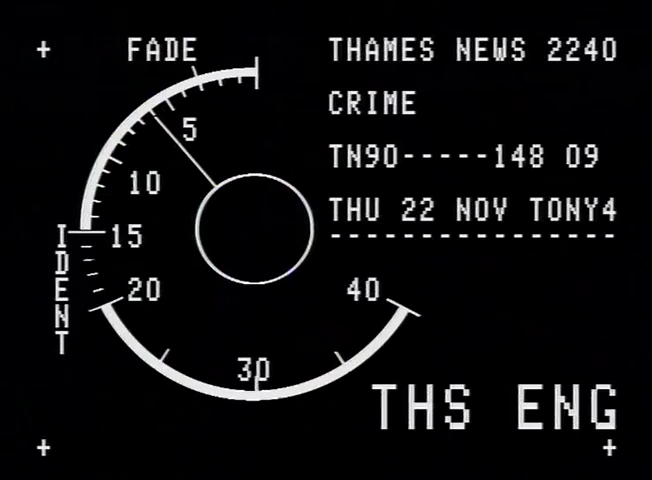 FADE
THAMES NEWS 2240
CRIME
TN90-----148 09
THU 22 NOV TONY4
----------------
5
10
15
20
30
40
IDENT
THS ENG